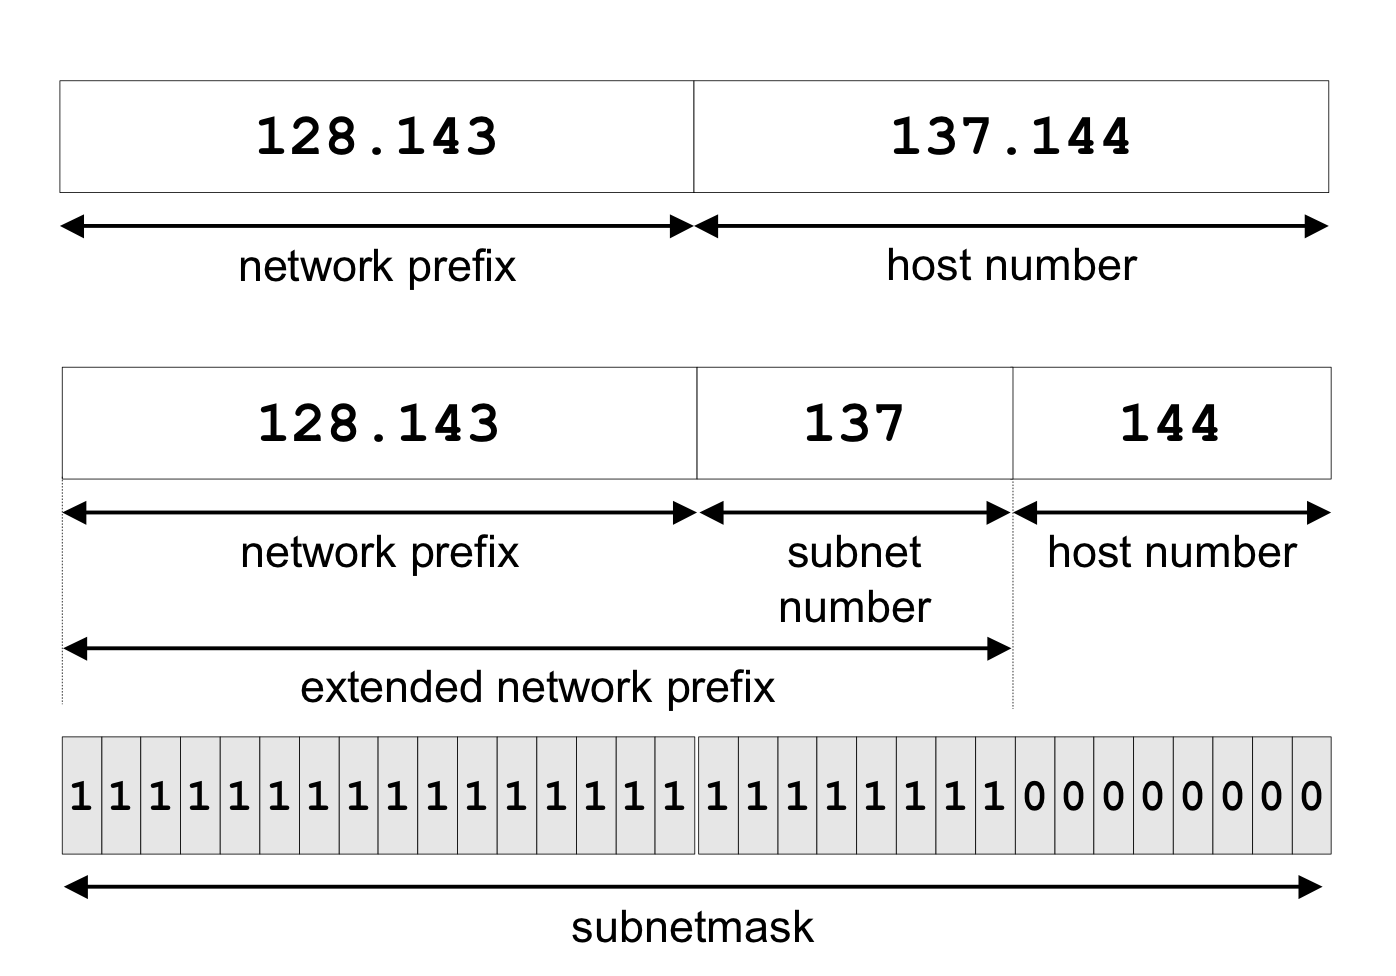 128.143 137.144
network prefix host number
128.143 137 144
network prefix subnet number host number
extended network prefix
1 1 1 1 1 1 1 1 1 1 1 1 1 1 1 1 1 1 1 1 1 1 1 1 0 0 0 0 0 0 0 0
subnetmask